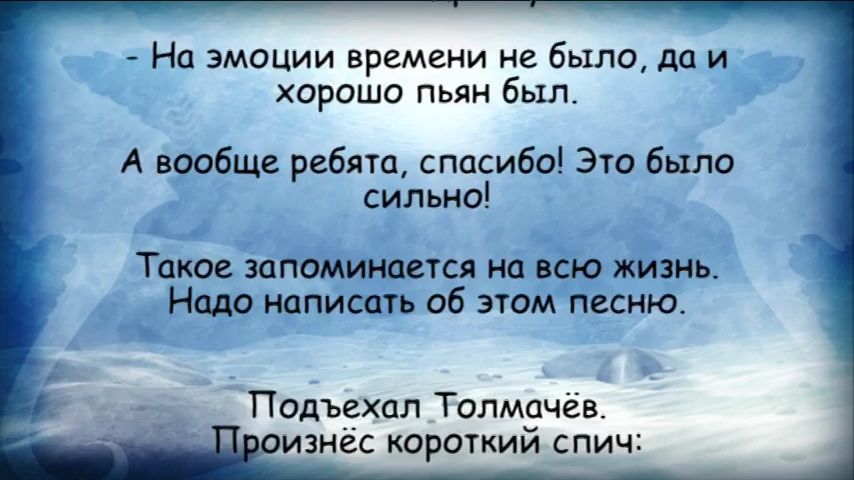 - На эмоции времени не было, да и
хорошо пьян был.
А вообще ребята, спасибо! Это было
сильно!
Такое запоминается на всю жизнь.
Надо написать об этом песню.
Подъехал Толмачёв.
Произнёс короткий спич: